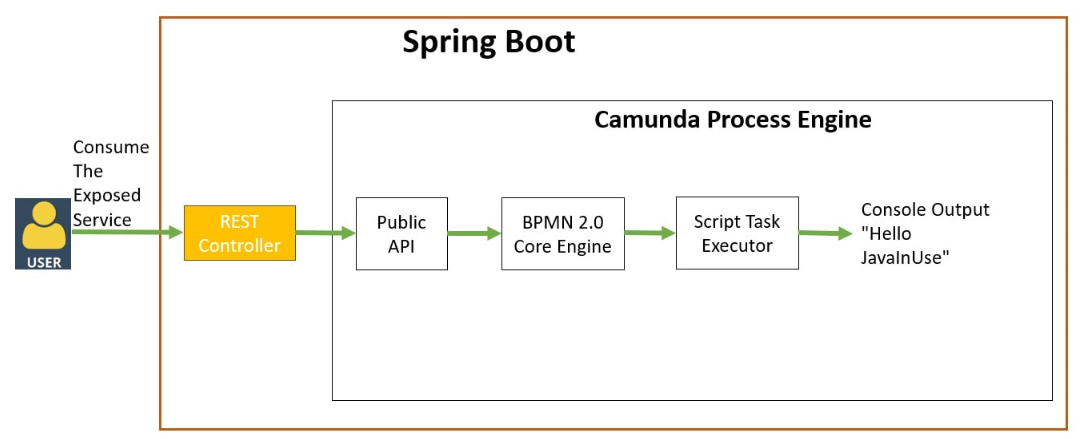 Spring Boot
Camunda Process Engine
Consume
The
Exposed
Service
USER
REST
Controller
Public
API
BPMN 2.0
Core Engine
Script Task
Executor
Console Output
"Hello
JavaInUse"